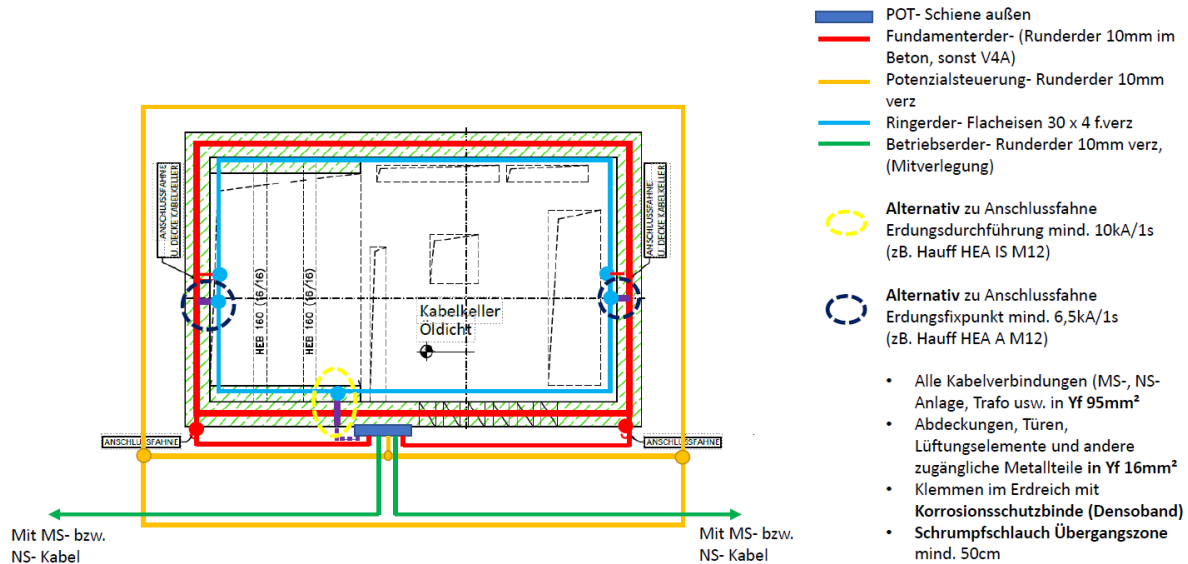 POT- Schiene außen
Fundamenterder- (Runderder 10mm im
Beton, sonst V4A)
Potenzialsteuerung- Runderder 10mm
verz
Ringerder- Flacheisen 30 x 4 f.verz
Betriebserder- Runderder 10mm verz,
(Mitverlegung)
Alternativ zu Anschlussfahne
Erdungsdurchführung mind. 10kA/1s
(zB. Hauff HEA IS M12)
Alternativ zu Anschlussfahne
Erdungsfixpunkt mind. 6,5kA/1s
(zB. Hauff HEA A M12)
• Alle Kabelverbindungen (MS-, NS-
Anlage, Trafo usw. in Yf 95mm²
• Abdeckungen, Türen,
Lüftungselemente und andere
zugängliche Metallteile in Yf 16mm²
• Klemmen im Erdreich mit
Korrosionsschutzbinde (Densoband)
• Schrumpfschlauch Übergangszone
mind. 50cm
ANSCHLUSSFAHNE
U. DECKE KABELKELLER
ANSCHLUSSFAHNE
U. DECKE KABELKELLER
HEB 160 (16/16)
HEB 160 (16/16)
Kabelkeller
Öldicht
ANSCHLUSSFAHNE
ANSCHLUSSFAHNE
Mit MS- bzw.
NS- Kabel
Mit MS- bzw.
NS- Kabel